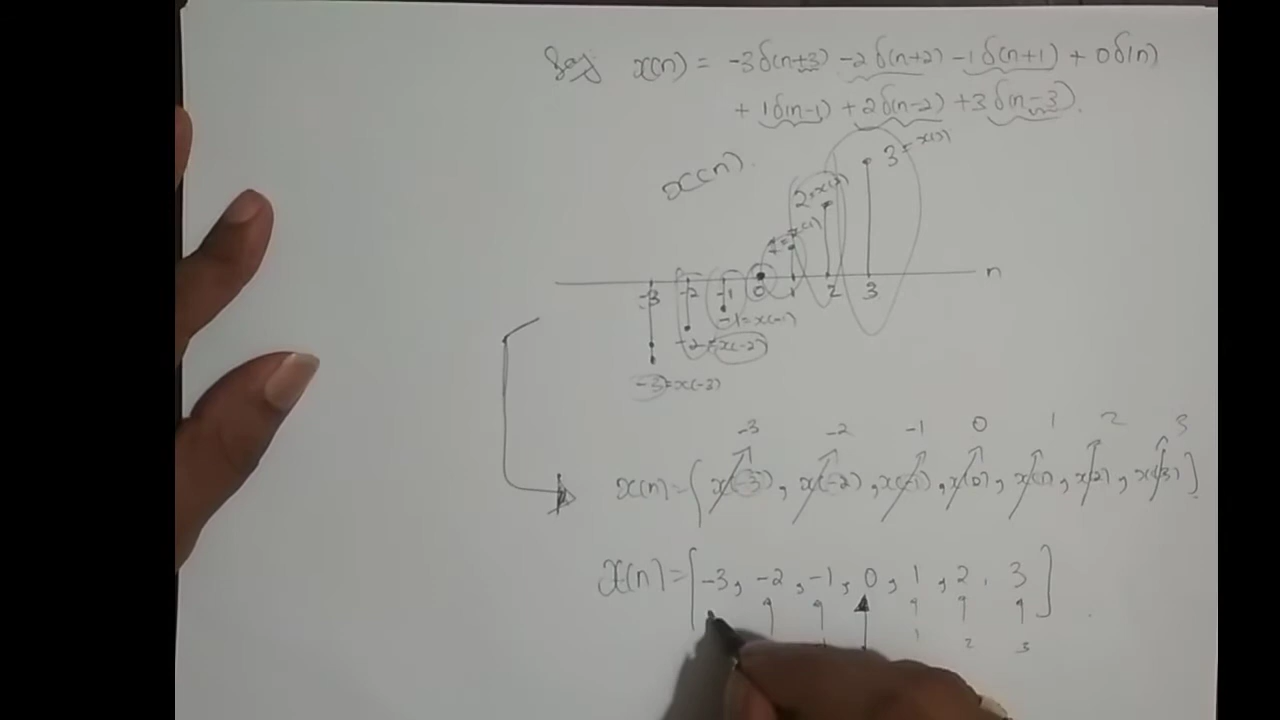 Say x(n) = -3δ(n+3) -2δ(n+2) -1δ(n+1) + 0δ(n)
+ 1δ(n-1) + 2δ(n-2) +3δ(n-3).
x(n)
3 = x(3)
2 = x(2)
1 = x(1)
-3 -2 -1 0 1 2 3 n
-1 = x(-1)
-2 = x(-2)
-3 = x(-3)
-3 -2 -1 0 1 2 3
x(n) = { x(-3), x(-2), x(-1), x(0), x(1), x(2), x(3) }
x(n) = [ -3, -2, -1, 0, 1, 2, 3 ]
1 2 3